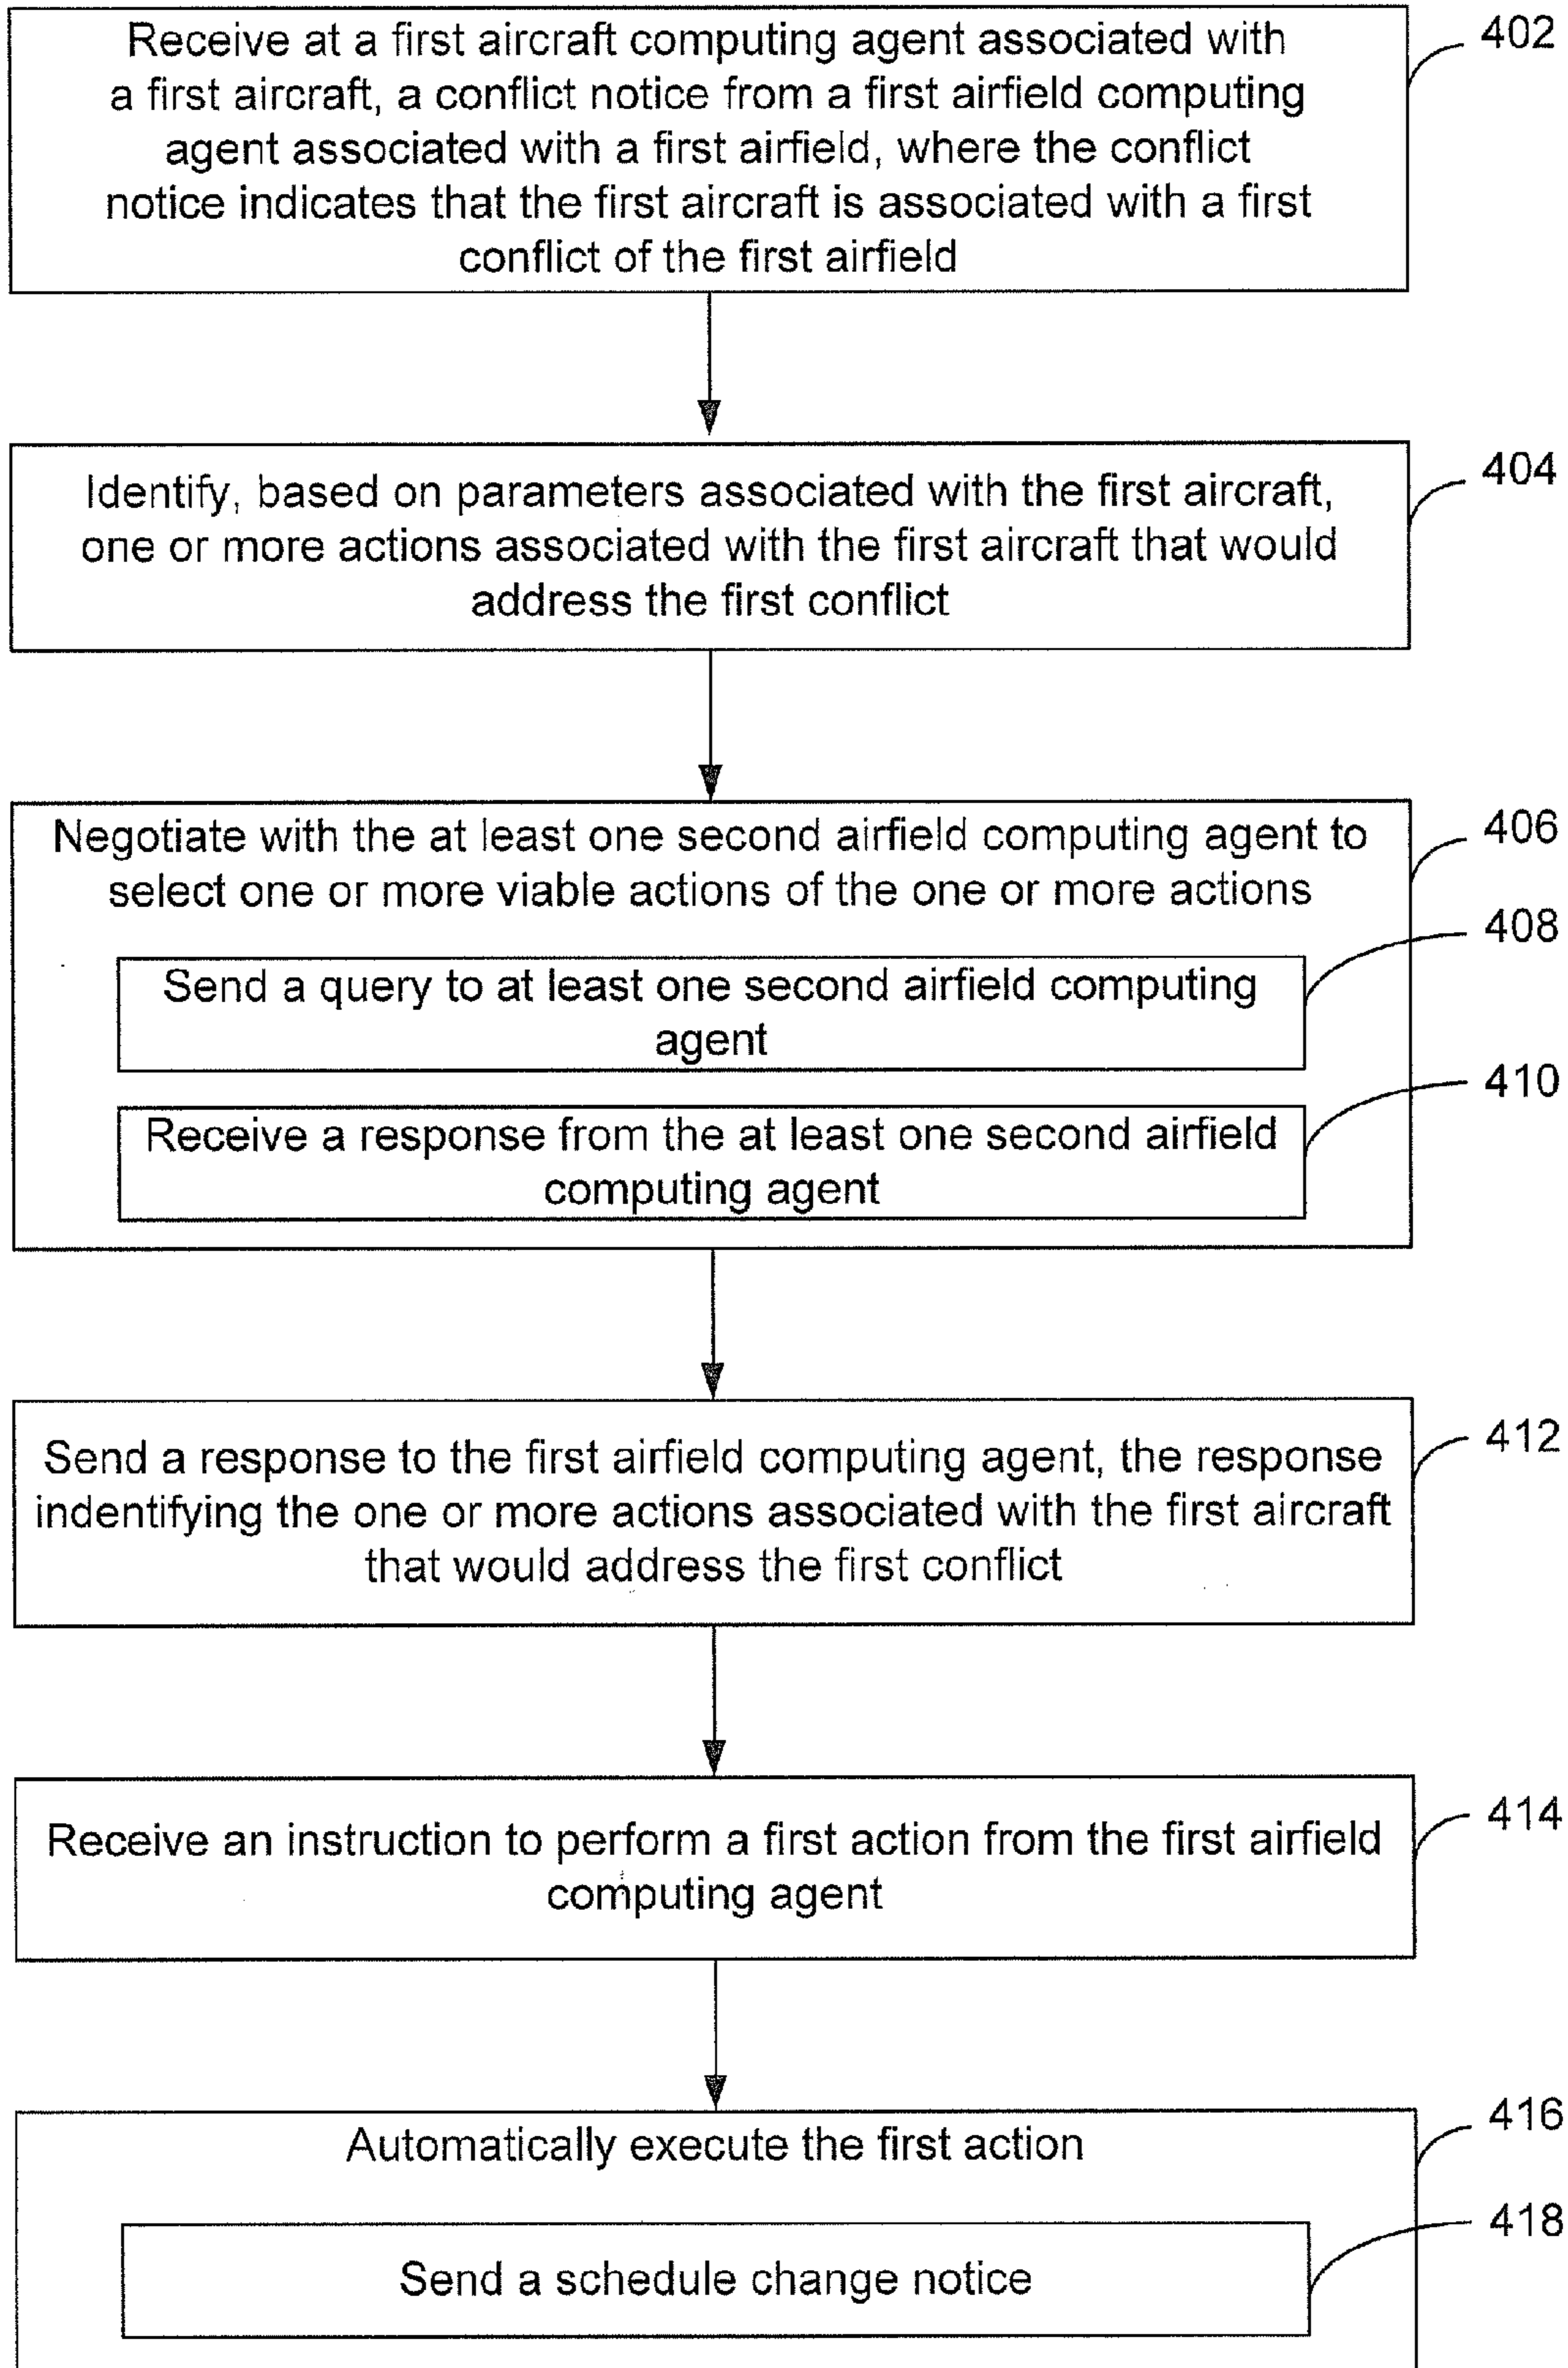 Receive at a first aircraft computing agent associated with
a first aircraft, a conflict notice from a first airfield computing
agent associated with a first airfield, where the conflict
notice indicates that the first aircraft is associated with a first
conflict of the first airfield
402
Identify, based on parameters associated with the first aircraft,
one or more actions associated with the first aircraft that would
address the first conflict
404
Negotiate with the at least one second airfield computing agent to
select one or more viable actions of the one or more actions
406
Send a query to at least one second airfield computing
agent
408
Receive a response from the at least one second airfield
computing agent
410
Send a response to the first airfield computing agent, the response
indentifying the one or more actions associated with the first aircraft
that would address the first conflict
412
Receive an instruction to perform a first action from the first airfield
computing agent
414
Automatically execute the first action
416
Send a schedule change notice
418